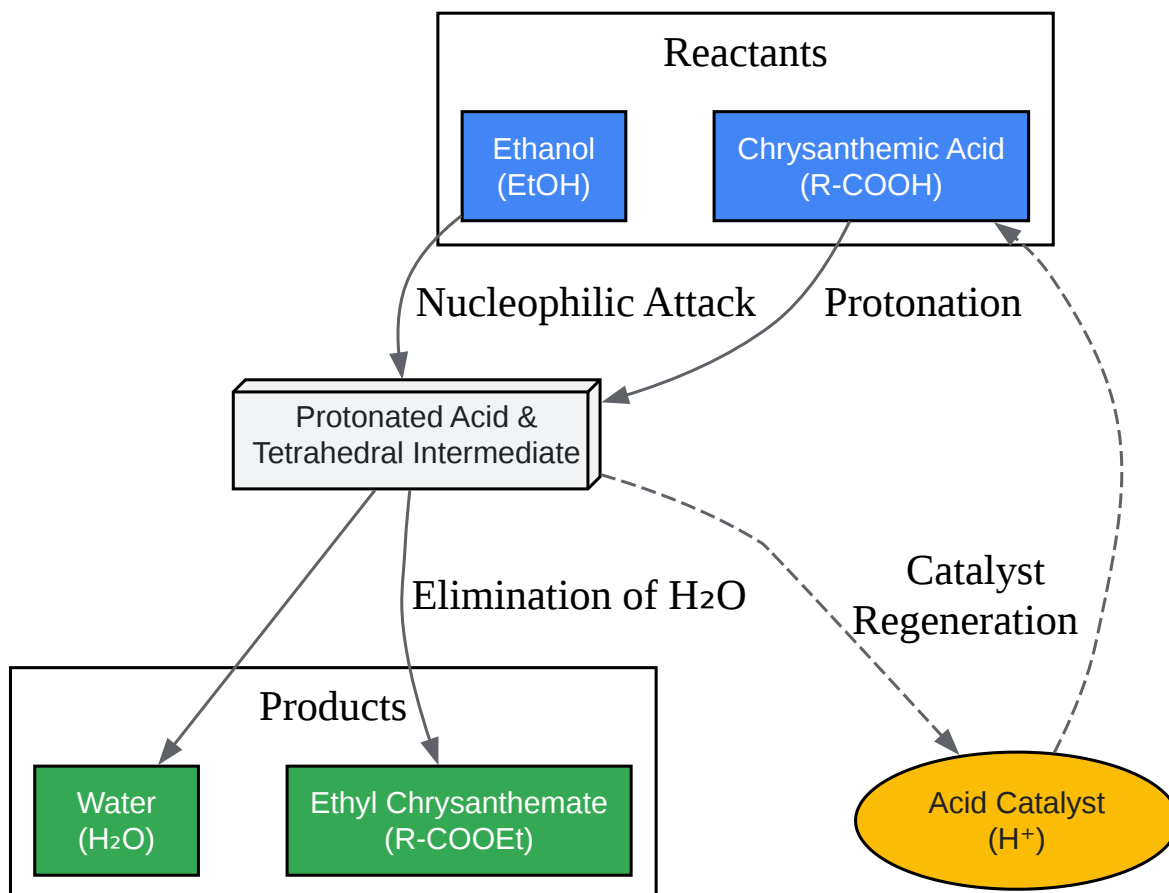 Reactants
Ethanol
(EtOH)
Chrysanthemic Acid
(R-COOH)
Nucleophilic Attack
Protonation
Protonated Acid &
Tetrahedral Intermediate
Elimination of H₂O
Catalyst
Regeneration
Products
Water
(H₂O)
Ethyl Chrysanthemate
(R-COOEt)
Acid Catalyst
(H⁺)